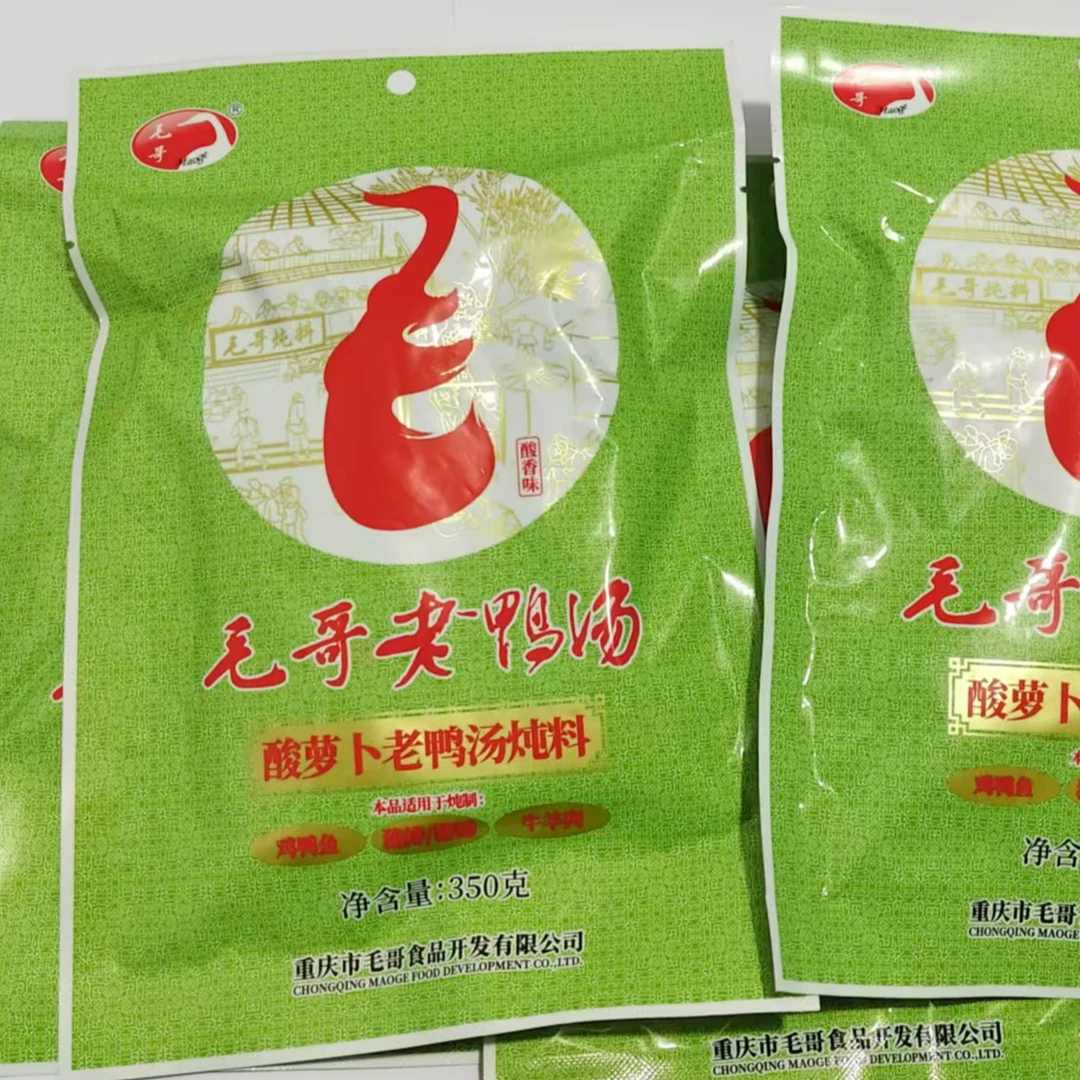 毛哥
Maogé
®
毛哥炖料
酸香味
毛哥老鸭汤
酸萝卜老鸭汤炖料
本品适用于炖制:
鸡鸭鱼
牛羊肉
净含量:350克
重庆市毛哥食品开发有限公司
CHONGQING MAOGE FOOD DEVELOPMENT CO.,LTD.
毛哥
Maogé
毛哥炖料
毛哥
酸萝卜
鸡鸭鱼
净含
重庆市毛哥
CHONGQING MAOGE
重庆市毛哥食品开发有限公司
CHONGQING MAOGE FOOD DEVELOPMENT CO.,LTD.